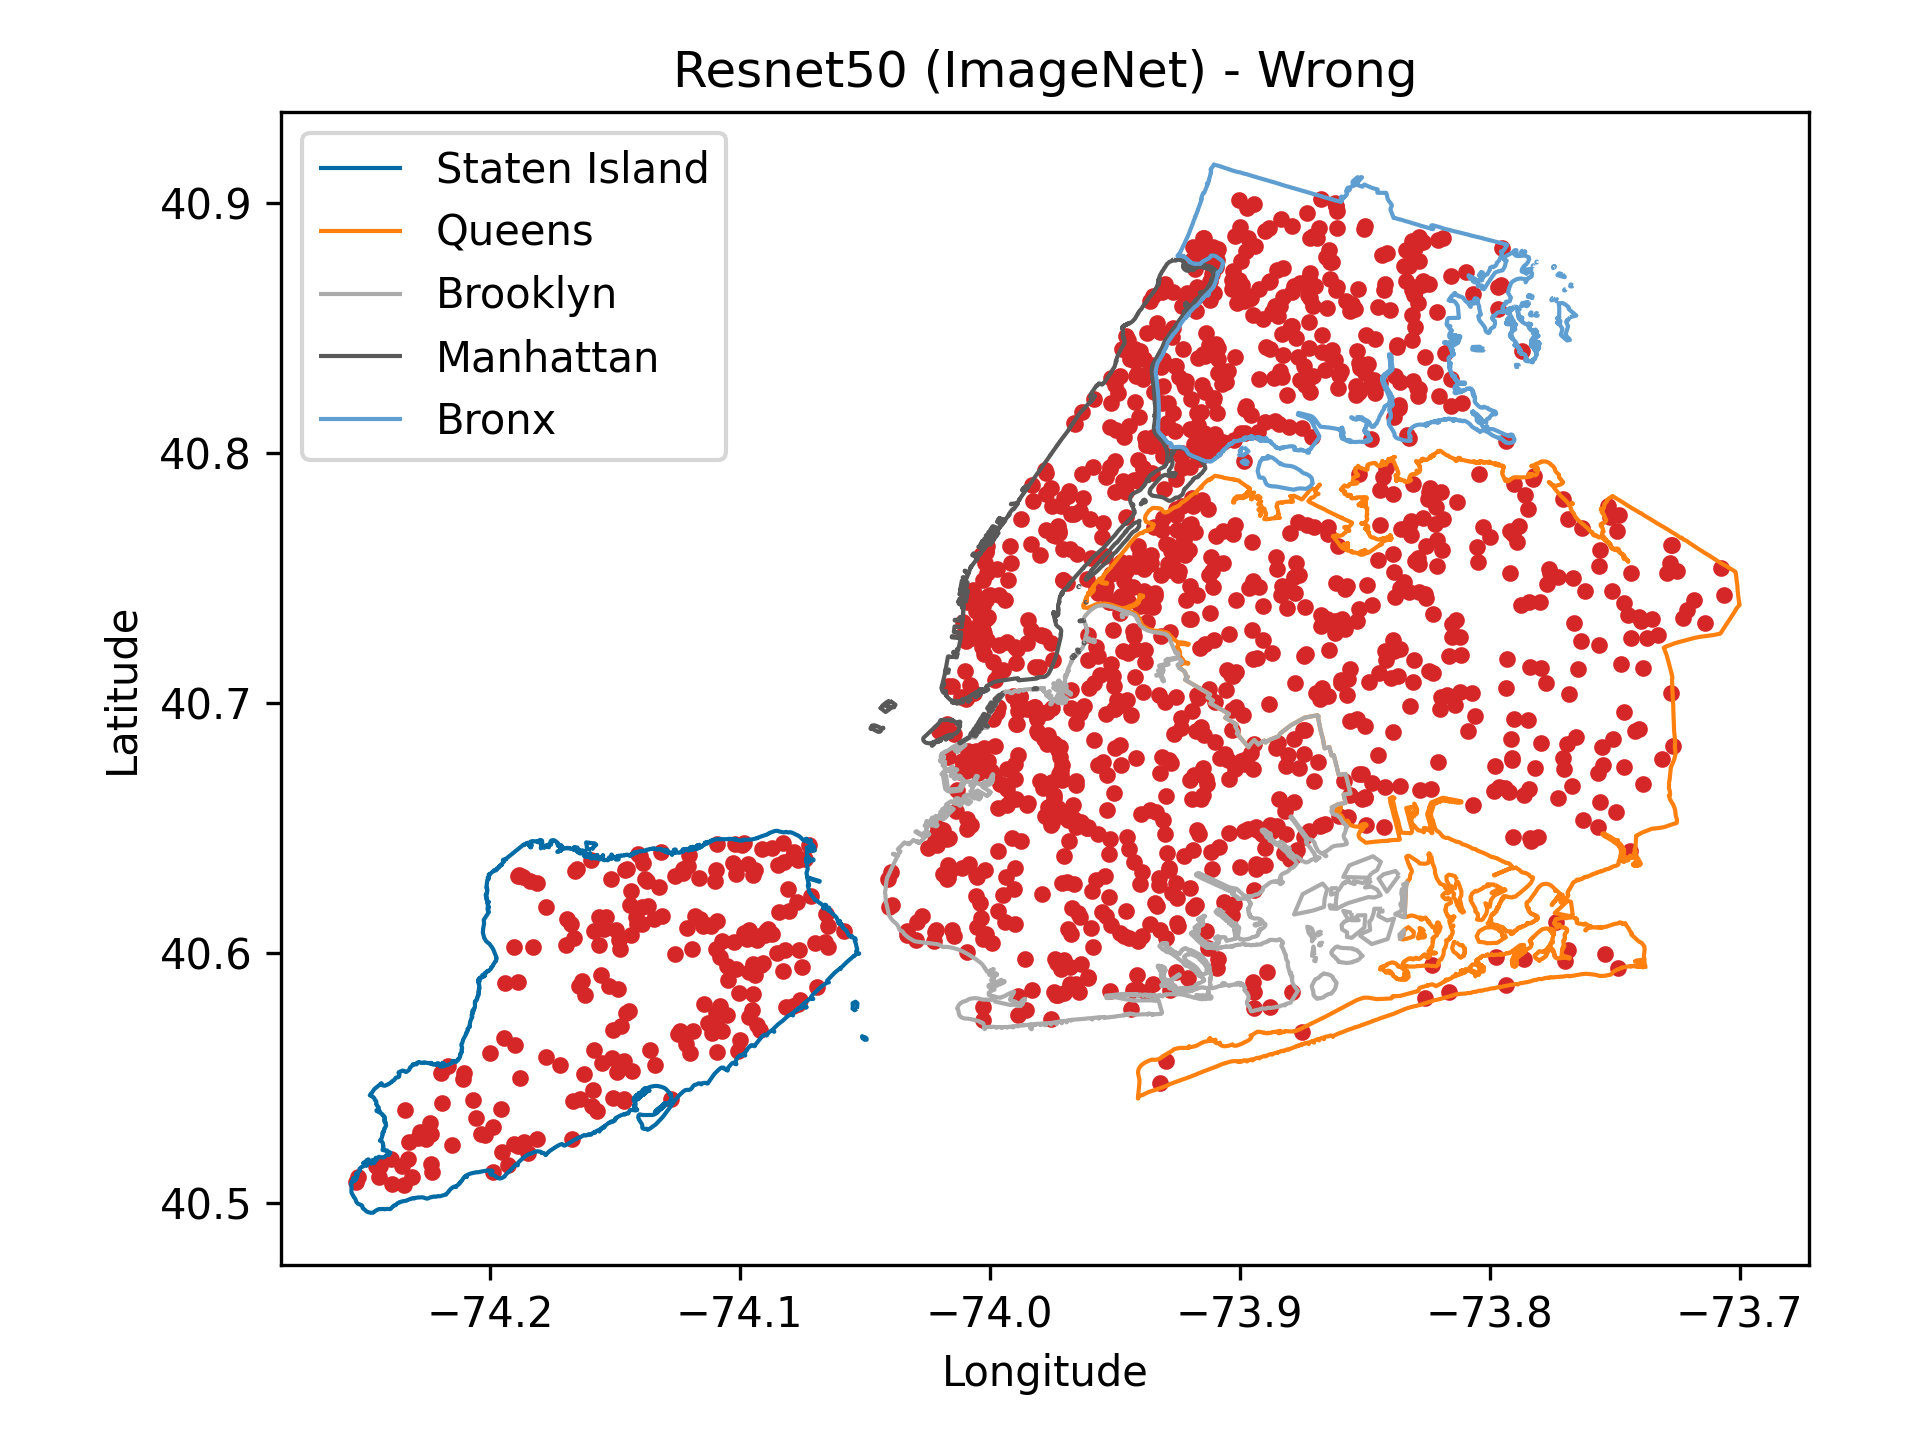 Resnet50 (ImageNet) - Wrong
Staten Island
Queens
Brooklyn
Manhattan
Bronx
40.9
40.8
40.7
40.6
40.5
Latitude
−74.2
−74.1
−74.0
−73.9
−73.8
−73.7
Longitude